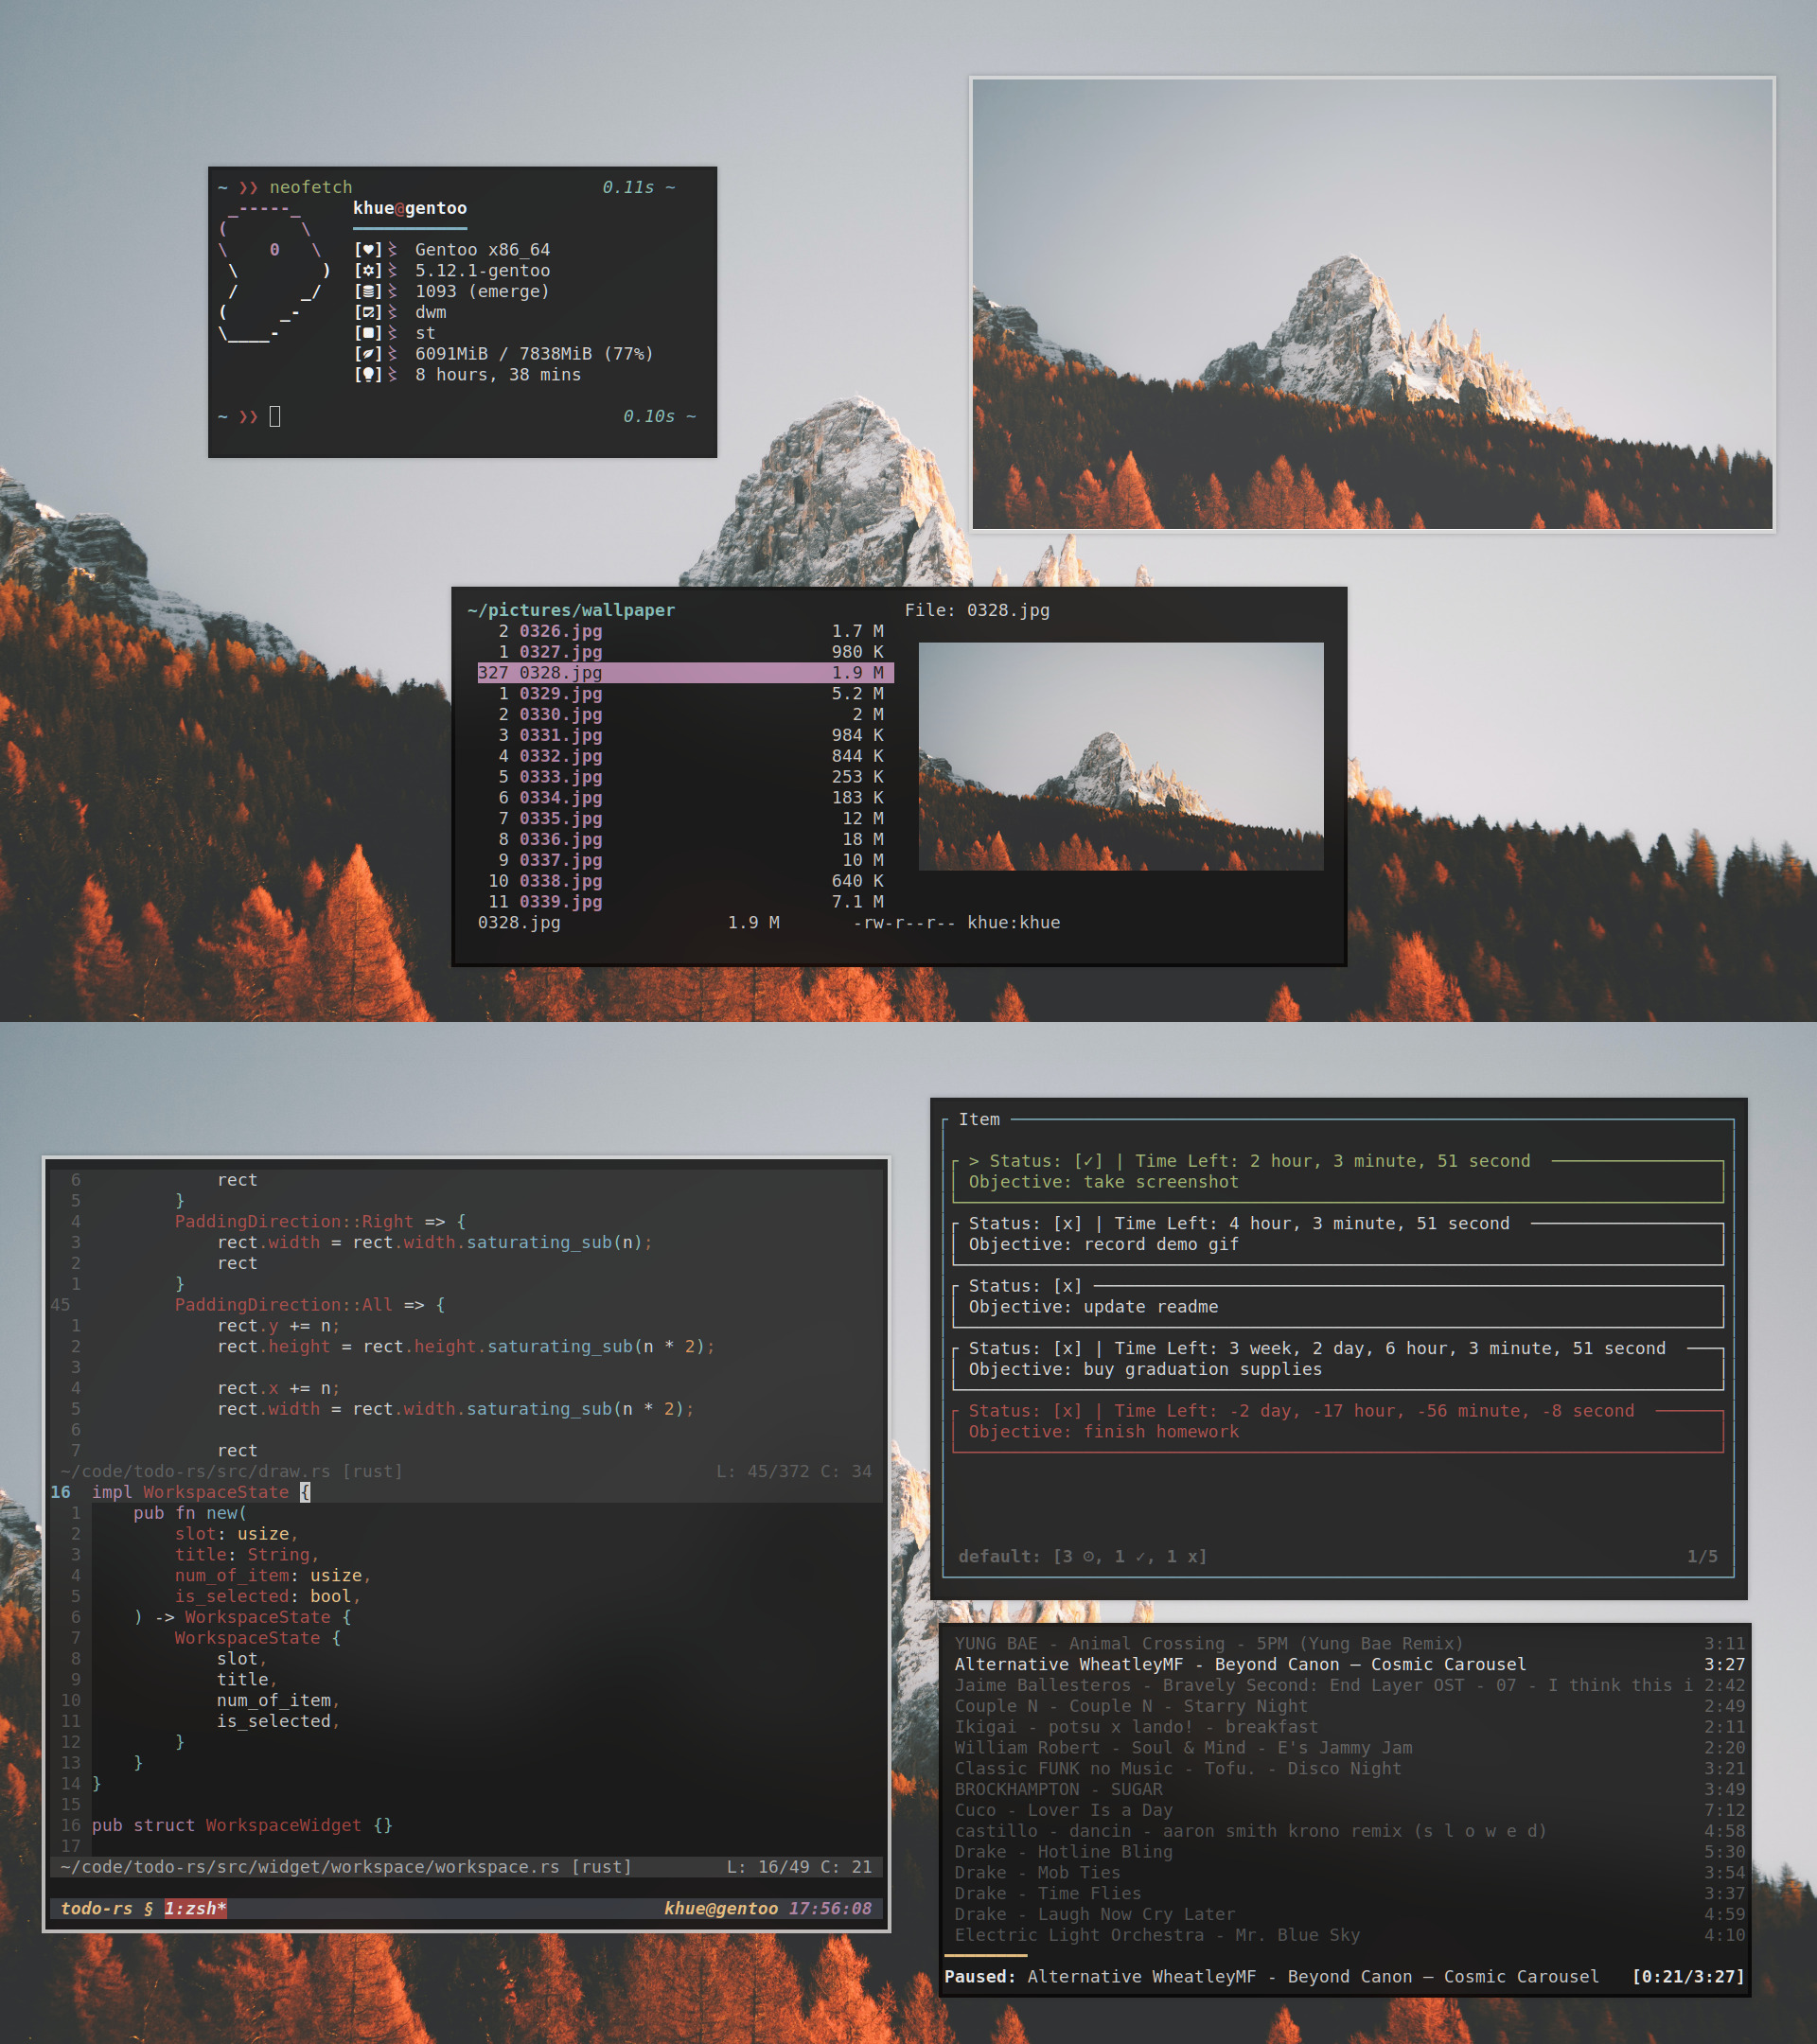 ~ ❯❯ neofetch 0.11s ~
khue@gentoo
Gentoo x86_64
5.12.1-gentoo
1093 (emerge)
dwm
st
6091MiB / 7838MiB (77%)
8 hours, 38 mins
~ ❯❯ 0.10s ~
~/pictures/wallpaper File: 0328.jpg
2 0326.jpg 1.7 M
1 0327.jpg 980 K
327 0328.jpg 1.9 M
1 0329.jpg 5.2 M
2 0330.jpg 2 M
3 0331.jpg 984 K
4 0332.jpg 844 K
5 0333.jpg 253 K
6 0334.jpg 183 K
7 0335.jpg 12 M
8 0336.jpg 18 M
9 0337.jpg 10 M
10 0338.jpg 640 K
11 0339.jpg 7.1 M
0328.jpg 1.9 M -rw-r--r-- khue:khue
6 rect
5 }
4 PaddingDirection::Right => {
3 rect.width = rect.width.saturating_sub(n);
2 rect
1 }
45 PaddingDirection::All => {
1 rect.y += n;
2 rect.height = rect.height.saturating_sub(n * 2);
3
4 rect.x += n;
5 rect.width = rect.width.saturating_sub(n * 2);
6
7 rect
~/code/todo-rs/src/draw.rs [rust] L: 45/372 C: 34
16 impl WorkspaceState {
1 pub fn new(
2 slot: usize,
3 title: String,
4 num_of_item: usize,
5 is_selected: bool,
6 ) -> WorkspaceState {
7 WorkspaceState {
8 slot,
9 title,
10 num_of_item,
11 is_selected,
12 }
13 }
14 }
15
16 pub struct WorkspaceWidget {}
17
~/code/todo-rs/src/widget/workspace/workspace.rs [rust] L: 16/49 C: 21
todo-rs § 1:zsh* khue@gentoo 17:56:08
Item
> Status: [✓] | Time Left: 2 hour, 3 minute, 51 second
Objective: take screenshot
Status: [x] | Time Left: 4 hour, 3 minute, 51 second
Objective: record demo gif
Status: [x]
Objective: update readme
Status: [x] | Time Left: 3 week, 2 day, 6 hour, 3 minute, 51 second
Objective: buy graduation supplies
Status: [x] | Time Left: -2 day, -17 hour, -56 minute, -8 second
Objective: finish homework
default: [3 ⊙, 1 ✓, 1 x] 1/5
YUNG BAE - Animal Crossing - 5PM (Yung Bae Remix) 3:11
Alternative WheatleyMF - Beyond Canon — Cosmic Carousel 3:27
Jaime Ballesteros - Bravely Second: End Layer OST - 07 - I think this i 2:42
Couple N - Couple N - Starry Night 2:49
Ikigai - potsu x lando! - breakfast 2:11
William Robert - Soul & Mind - E's Jammy Jam 2:20
Classic FUNK no Music - Tofu. - Disco Night 3:21
BROCKHAMPTON - SUGAR 3:49
Cuco - Lover Is a Day 7:12
castillo - dancin - aaron smith krono remix (s l o w e d) 4:58
Drake - Hotline Bling 5:30
Drake - Mob Ties 3:54
Drake - Time Flies 3:37
Drake - Laugh Now Cry Later 4:59
Electric Light Orchestra - Mr. Blue Sky 4:10
Paused: Alternative WheatleyMF - Beyond Canon — Cosmic Carousel [0:21/3:27]